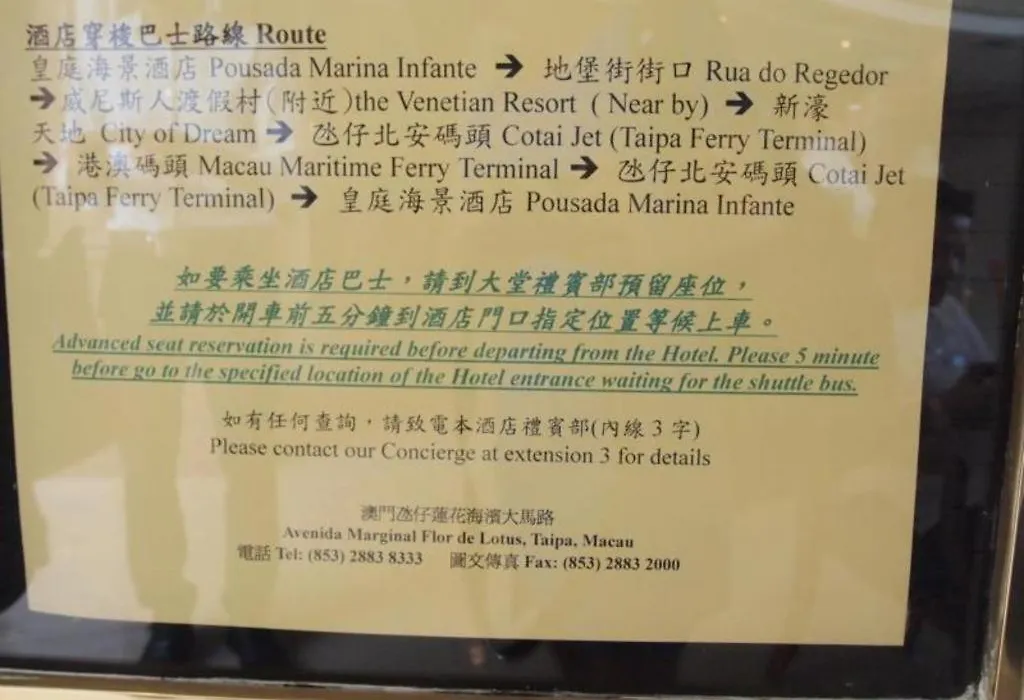 酒店穿梭巴士路線 Route
皇庭海景酒店 Pousada Marina Infante ➔ 地堡街街口 Rua do Regedor
➔威尼斯人渡假村(附近)the Venetian Resort ( Near by) ➔ 新濠
天地 City of Dream➔ 氹仔北安碼頭 Cotai Jet (Taipa Ferry Terminal)
➔ 港澳碼頭 Macau Maritime Ferry Terminal ➔ 氹仔北安碼頭 Cotai Jet
(Taipa Ferry Terminal) ➔ 皇庭海景酒店 Pousada Marina Infante
如要乘坐酒店巴士，請到大堂禮賓部預留座位，
並請於開車前五分鐘到酒店門口指定位置等候上車。
Advanced seat reservation is required before departing from the Hotel. Please 5 minute
before go to the specified location of the Hotel entrance waiting for the shuttle bus.
如有任何查詢，請致電本酒店禮賓部(內線 3 字)
Please contact our Concierge at extension 3 for details
澳門氹仔蓮花海濱大馬路
Avenida Marginal Flor de Lotus, Taipa, Macau
電話 Tel: (853) 2883 8333 圖文傳真 Fax: (853) 2883 2000